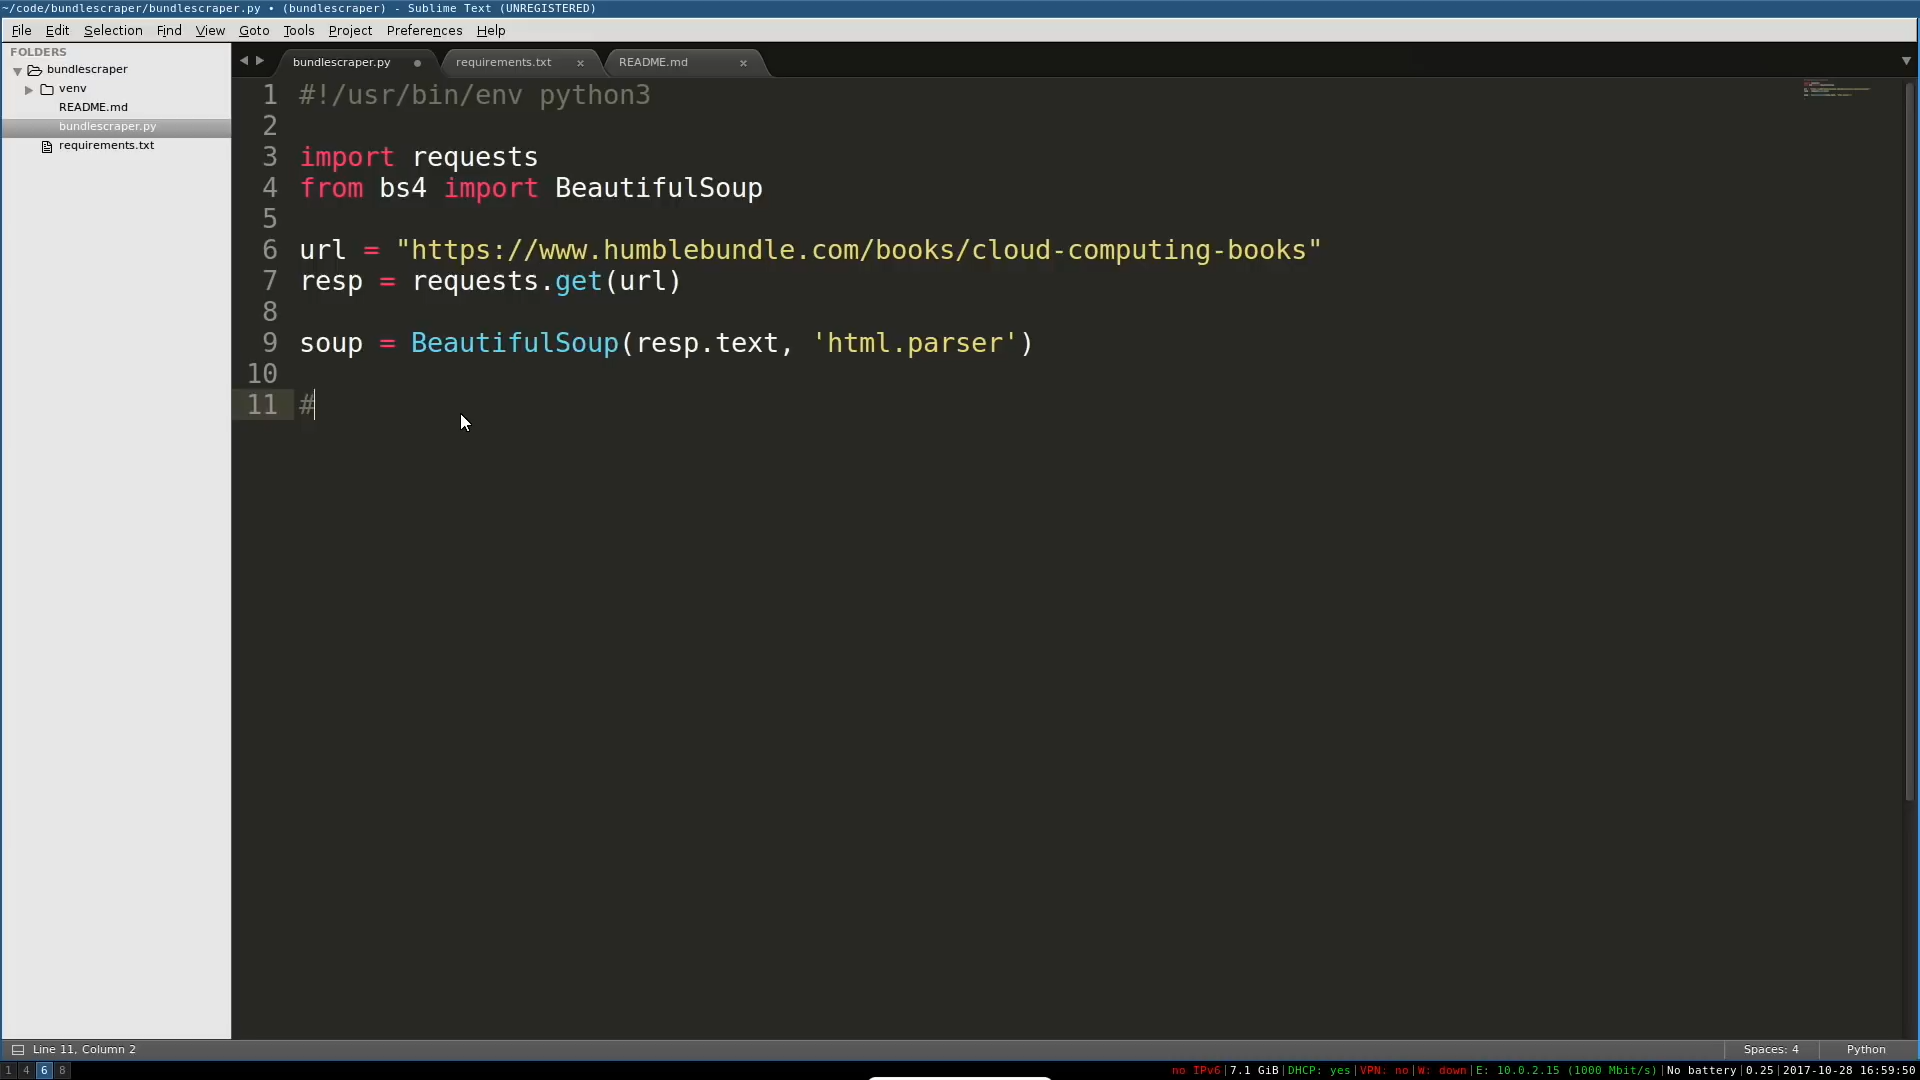 ~/code/bundlescraper/bundlescraper.py • (bundlescraper) - Sublime Text (UNREGISTERED)
File Edit Selection Find View Goto Tools Project Preferences Help
FOLDERS
bundlescraper
venv
README.md
bundlescraper.py
requirements.txt
bundlescraper.py requirements.txt README.md
1 #!/usr/bin/env python3
2
3 import requests
4 from bs4 import BeautifulSoup
5
6 url = "https://www.humblebundle.com/books/cloud-computing-books"
7 resp = requests.get(url)
8
9 soup = BeautifulSoup(resp.text, 'html.parser')
10
11 #
Line 11, Column 2 Spaces: 4 Python
1 4 6 8 no IPv6|7.1 GiB|DHCP: yes|VPN: no|W: down|E: 10.0.2.15 (1000 Mbit/s)|No battery|0.25|2017-10-28 16:59:50